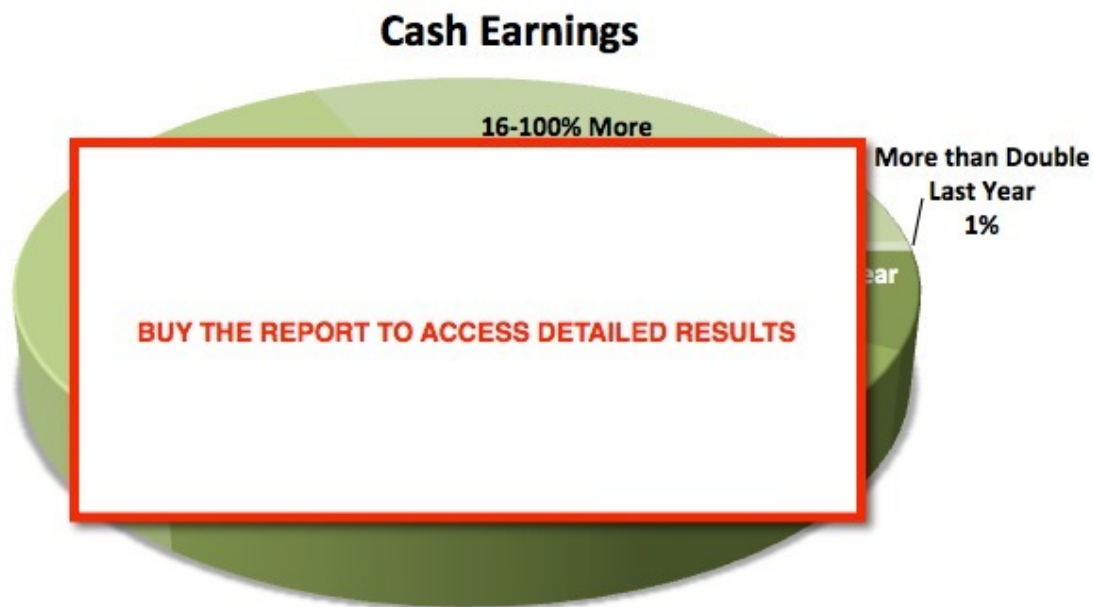 Cash Earnings
16-100% More
More than Double
Last Year
1%
BUY THE REPORT TO ACCESS DETAILED RESULTS